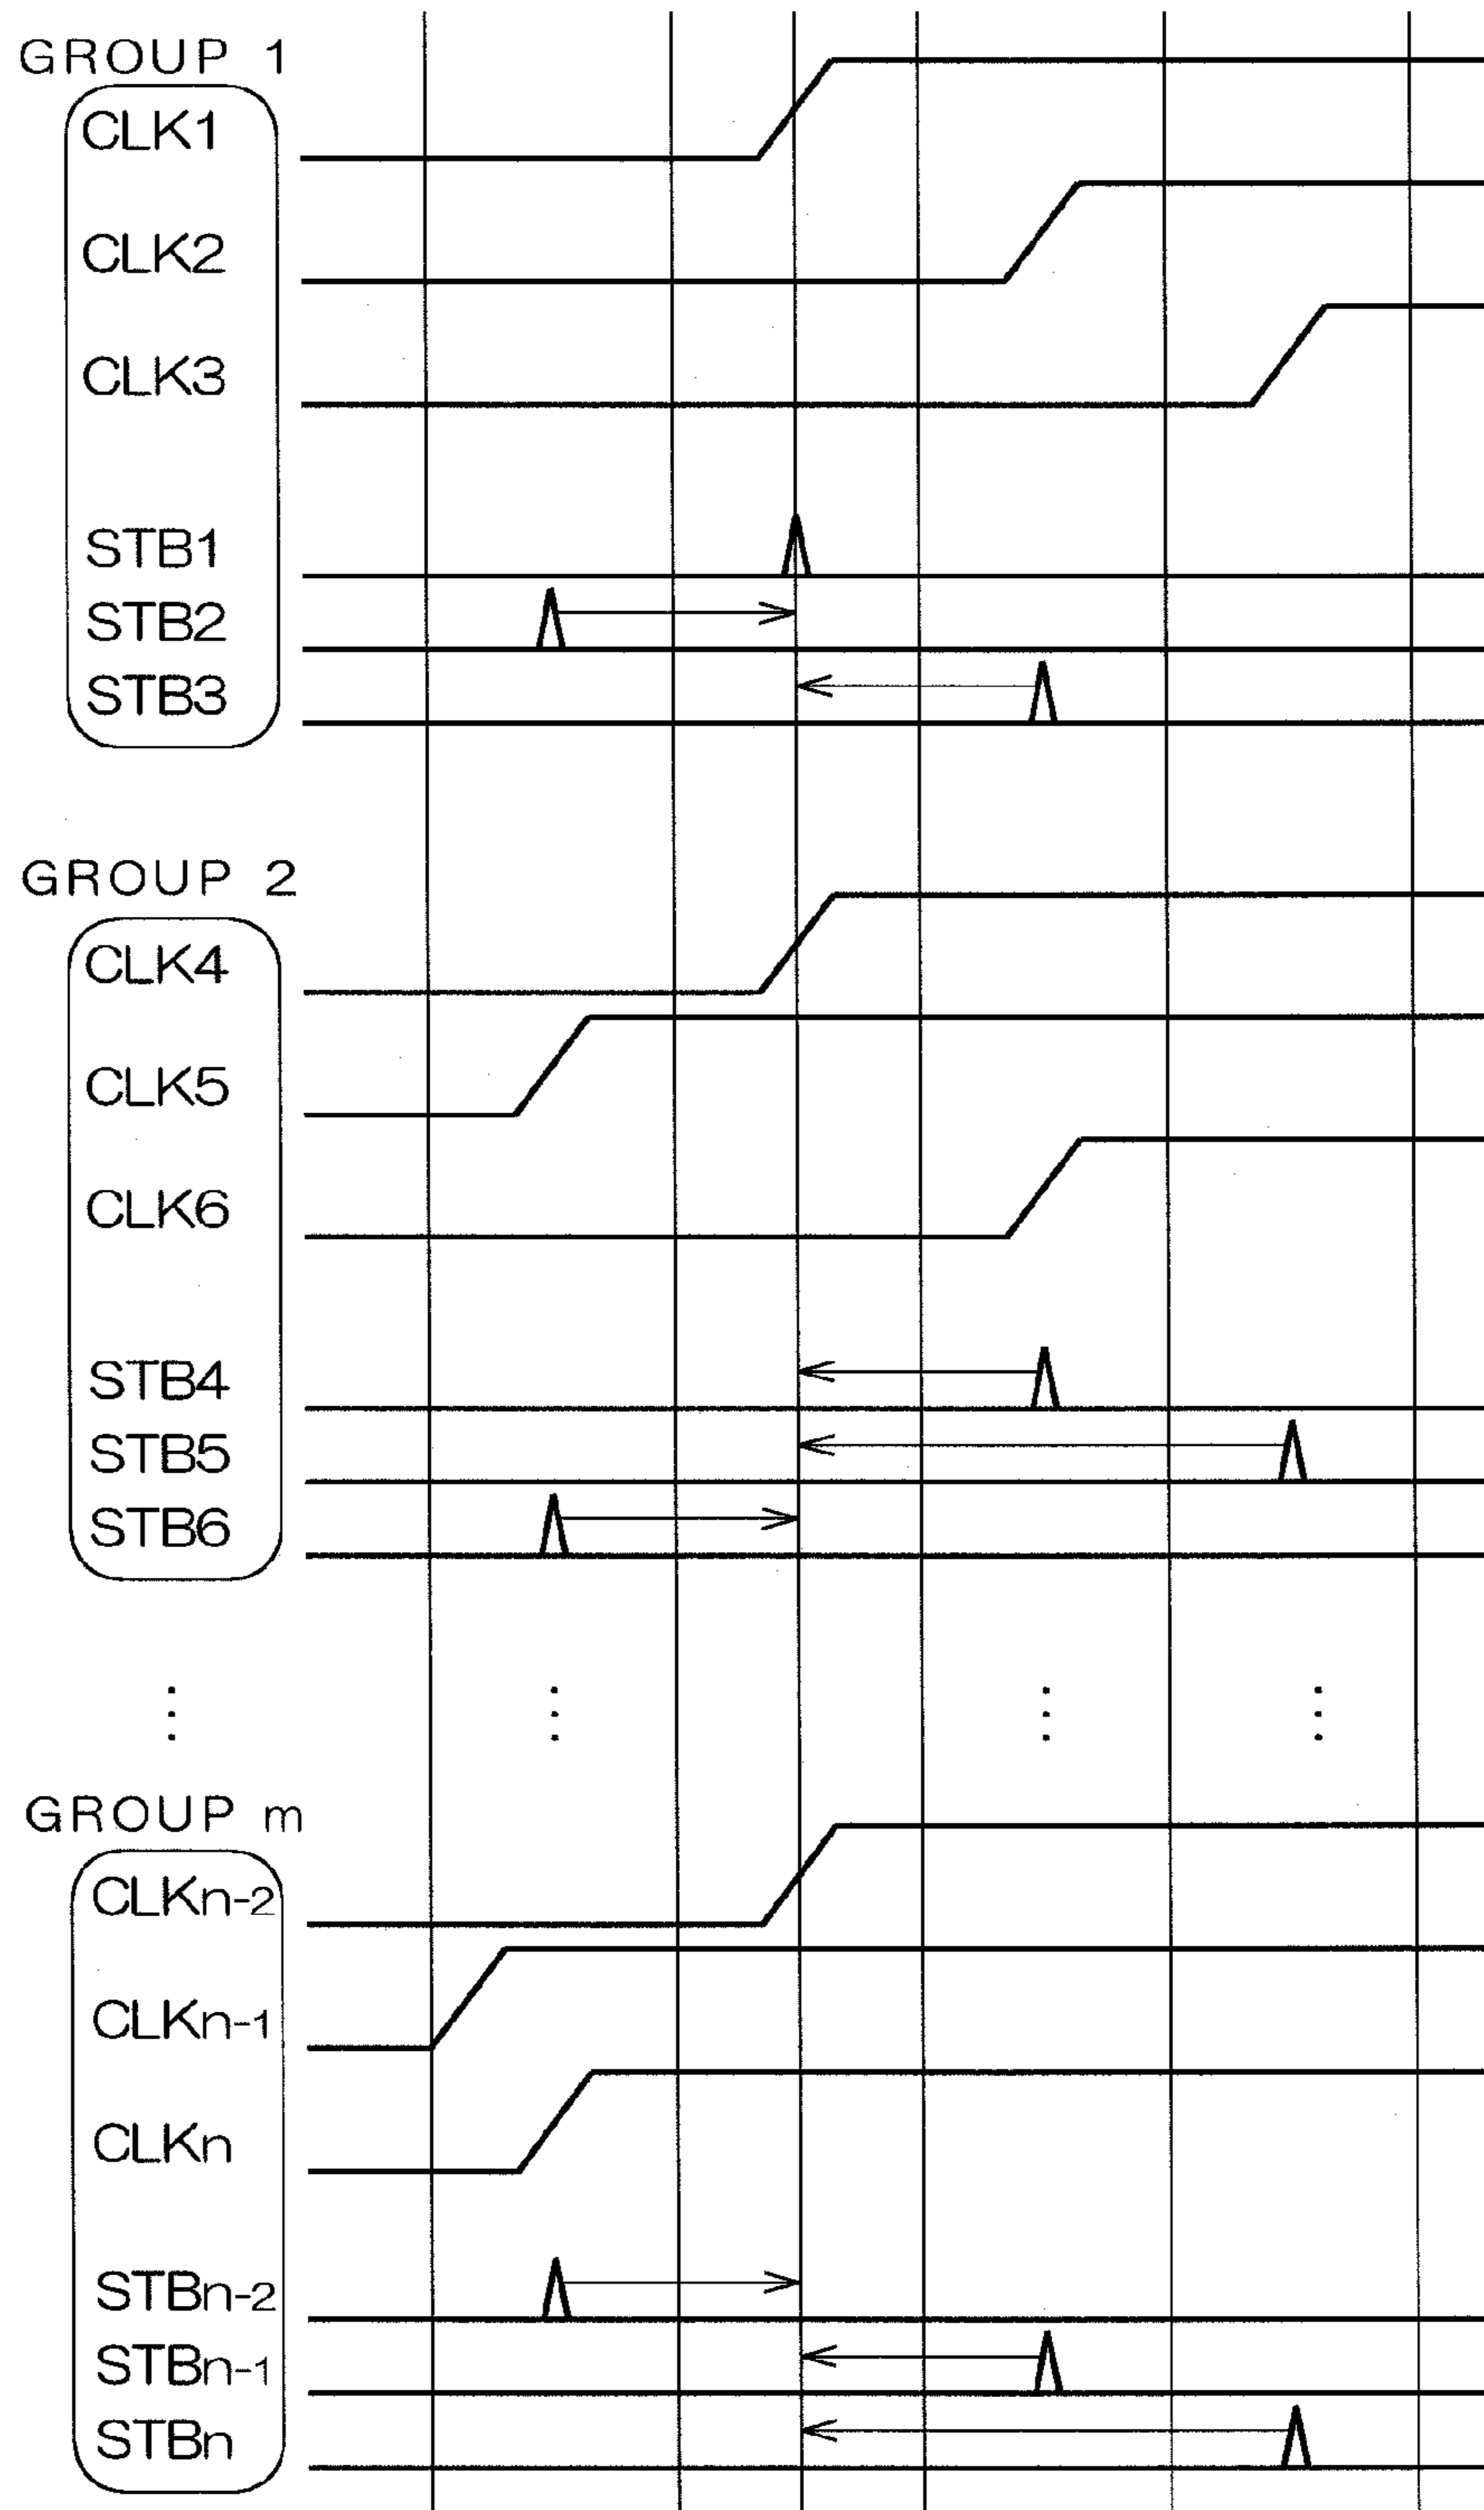 GROUP 1
CLK1
CLK2
CLK3
STB1
STB2
STB3
GROUP 2
CLK4
CLK5
CLK6
STB4
STB5
STB6
GROUP m
CLKn-2
CLKn-1
CLKn
STBn-2
STBn-1
STBn